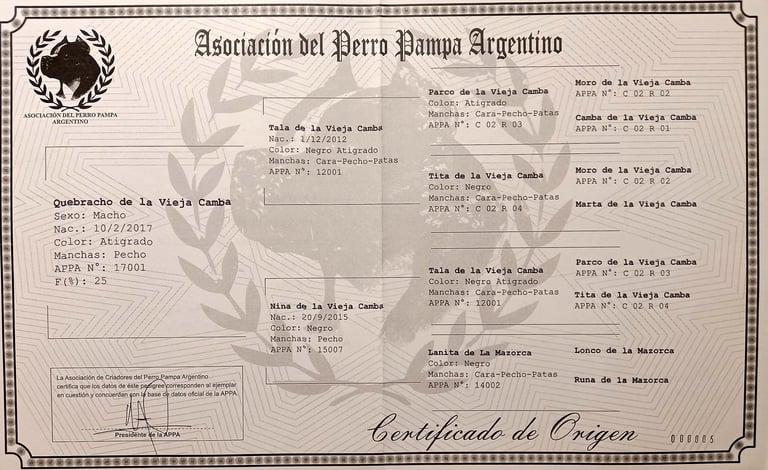 Asociación del Perro Pampa Argentino
ASOCIACIÓN DEL PERRO PAMPA
ARGENTINO
Quebracho de la Vieja Camba
Sexo: Macho
Nac.: 10/2/2017
Color: Atigrado
Manchas: Pecho
APPA N°: 17001
F(%): 25
Tala de la Vieja Camba
Nac.: 1/12/2012
Color: Negro Atigrado
Manchas: Cara-Pecho-Patas
APPA N°: 12001
Nina de la Vieja Camba
Nac.: 20/9/2015
Color: Negro
Manchas: Pecho
APPA N°: 15007
Parco de la Vieja Camba
Color: Atigrado
Manchas: Cara-Pecho-Patas
APPA N°: C 02 R 03
Tita de la Vieja Camba
Color: Negro
Manchas: Cara-Pecho-Patas
APPA N°: C 02 R 04
Tala de la Vieja Camba
Color: Negro Atigrado
Manchas: Cara-Pecho-Patas
APPA N°: 12001
Lanita de La Mazorca
Color: Negro
Manchas: Cara-Pecho-Patas
APPA N°: 14002
Moro de la Vieja Camba
APPA N°: C 02 R 02
Camba de la Vieja Camba
APPA N°: C 02 R 01
Moro de la Vieja Camba
APPA N°: C 02 R 02
Marta de la Vieja Camba
Parco de la Vieja Camba
APPA N°: C 02 R 03
Tita de la Vieja Camba
APPA N°: C 02 R 04
Lonco de la Mazorca
Runa de la Mazorca
La Asociación de Criadores del Perro Pampa Argentino
certifica que los datos de éste pedigree corresponden al ejemplar
en cuestión y concuerdan con la base de datos oficial de la APPA.
Presidente de la APPA
Certificado de Origen
000005